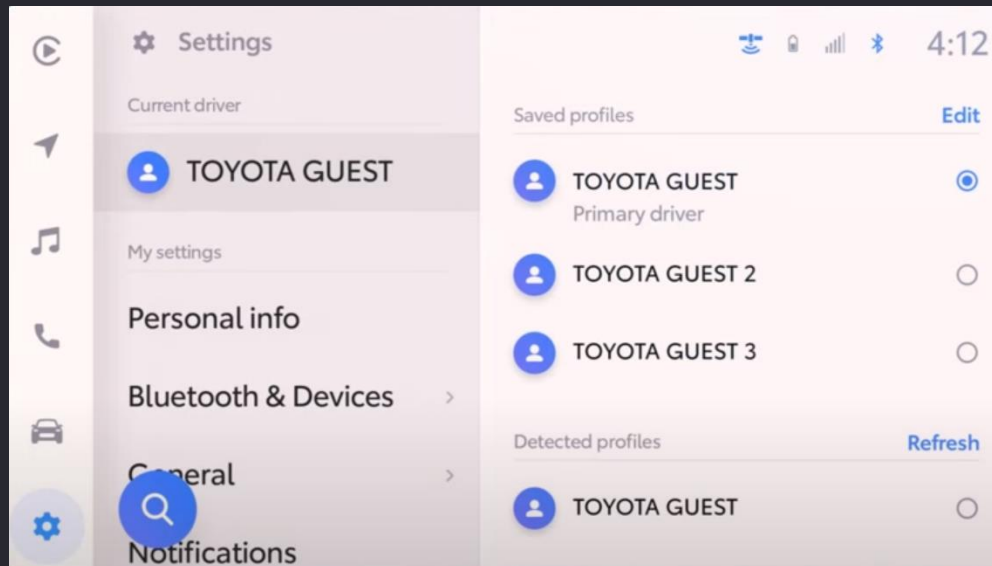 Settings
4:12
Current driver
TOYOTA GUEST
My settings
Personal info
Bluetooth & Devices
General
Notifications
Saved profiles
Edit
TOYOTA GUEST
Primary driver
TOYOTA GUEST 2
TOYOTA GUEST 3
Detected profiles
Refresh
TOYOTA GUEST